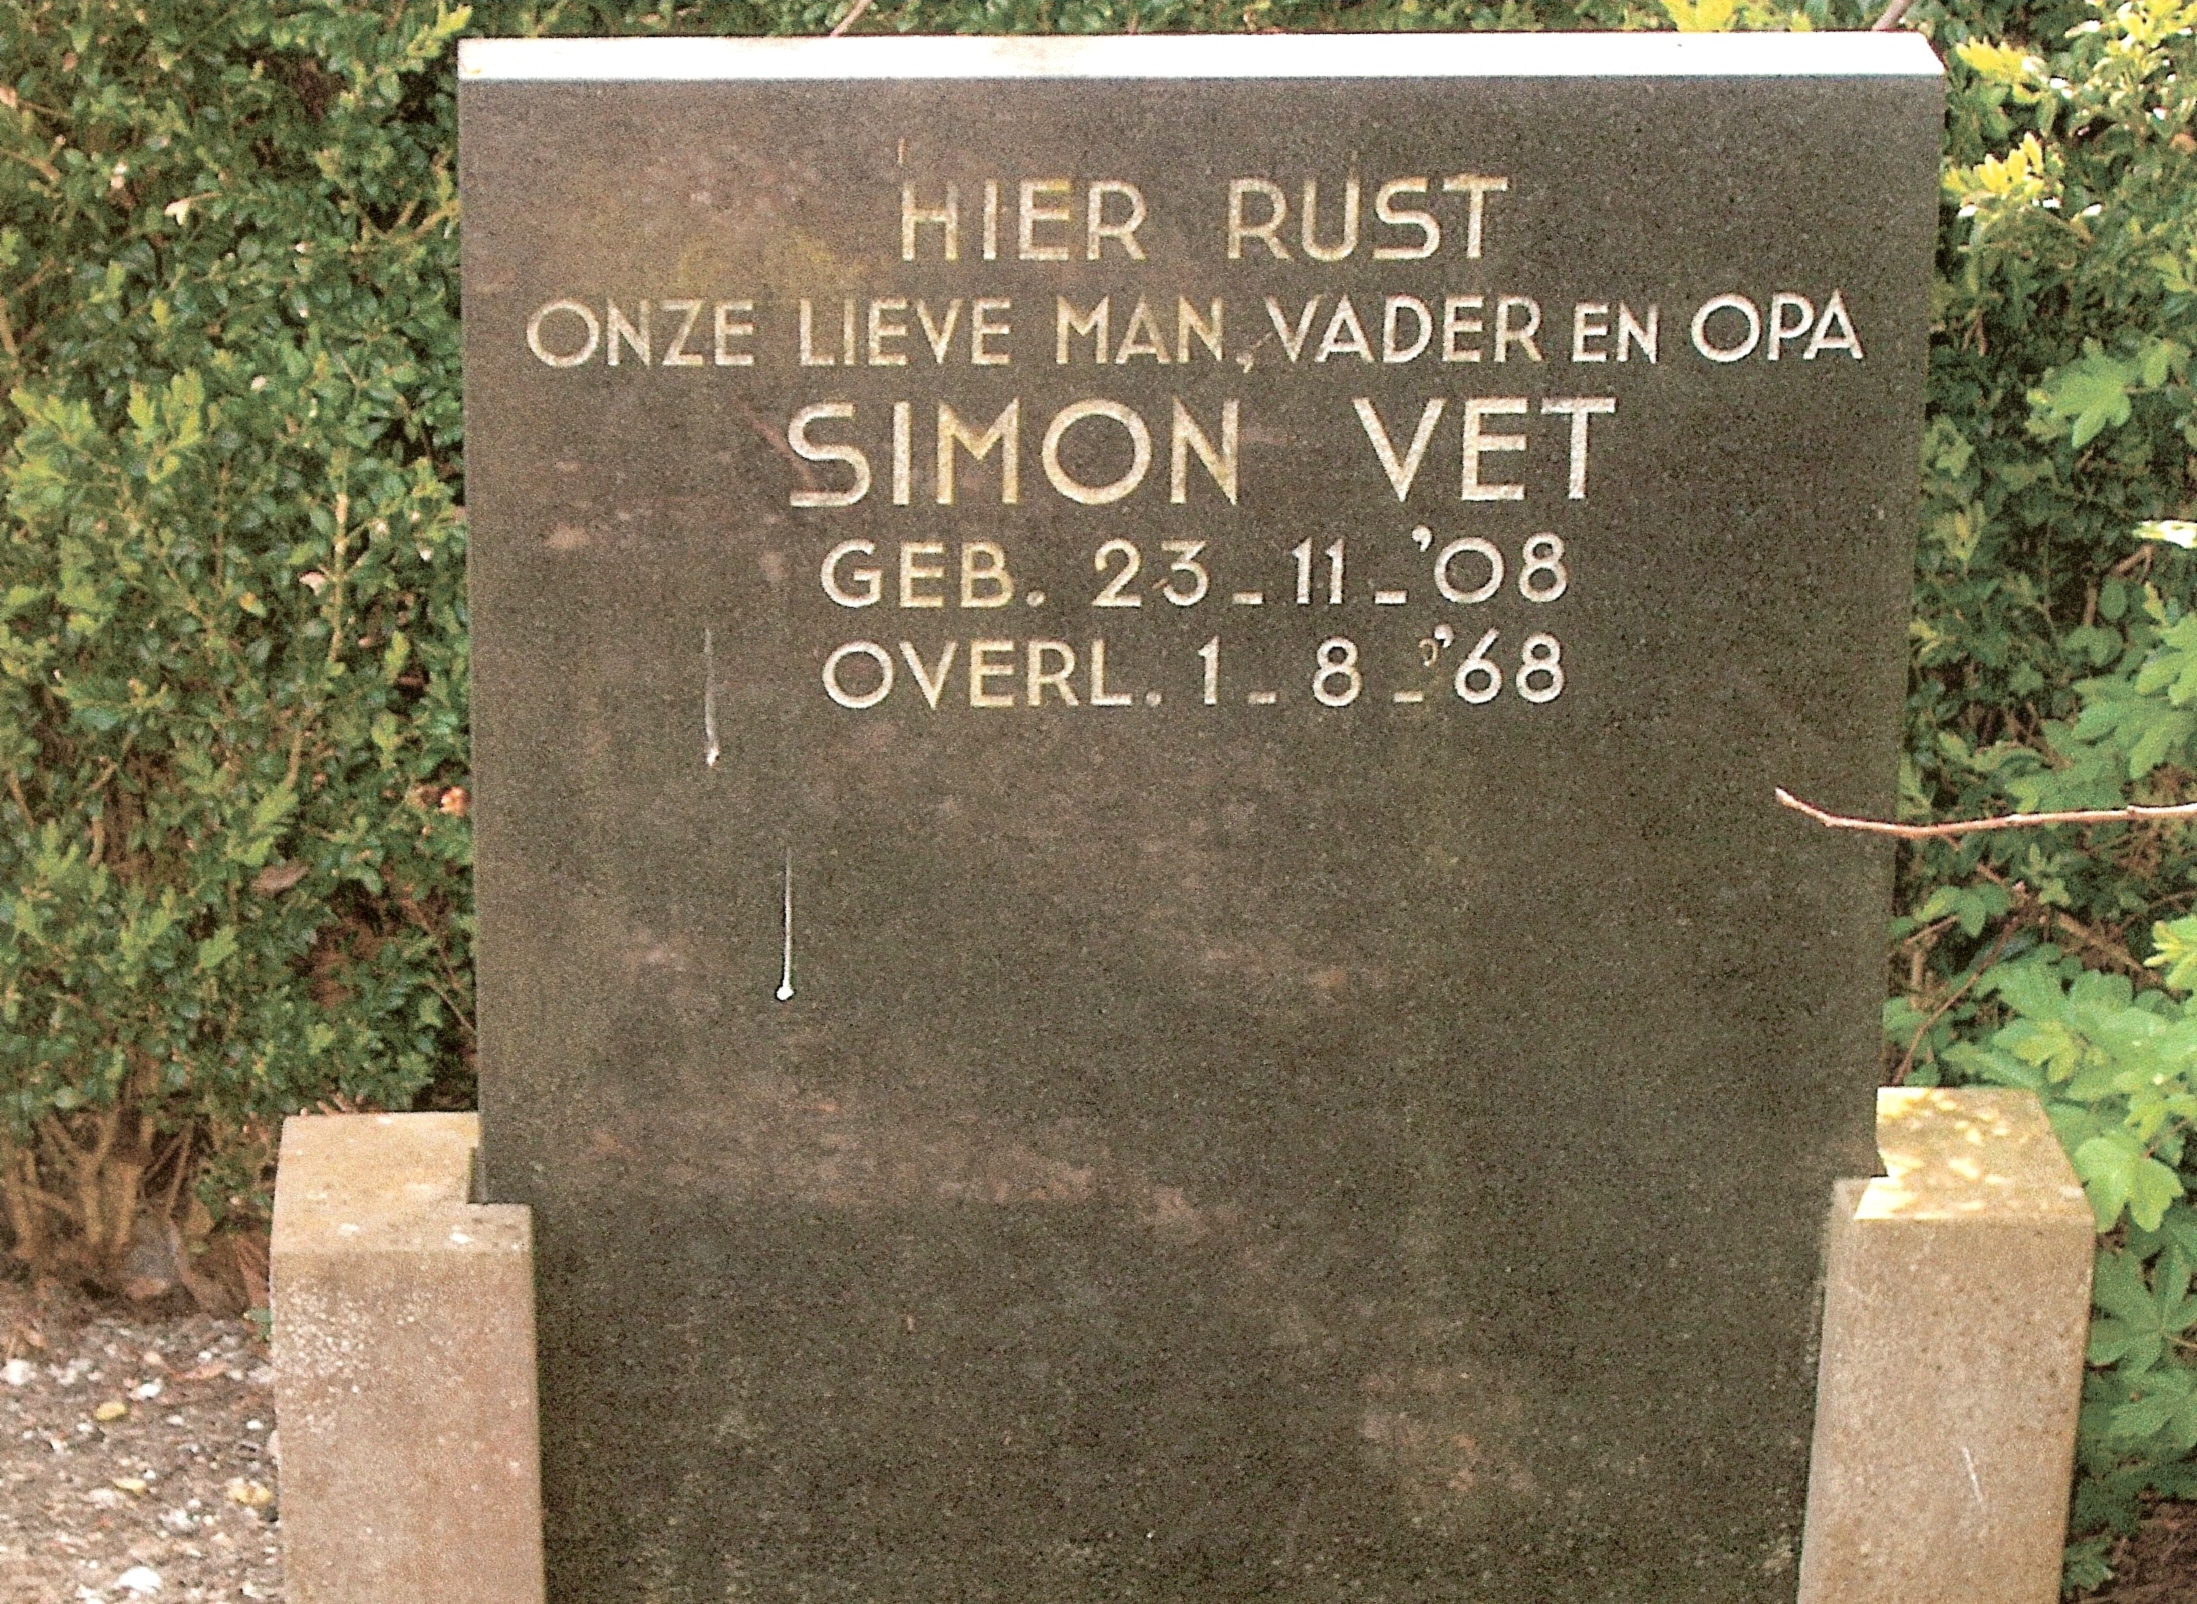 HIER RUST
ONZE LIEVE MAN, VADER EN OPA
SIMON VET
GEB. 23-11-'08
OVERL. 1-8-'68